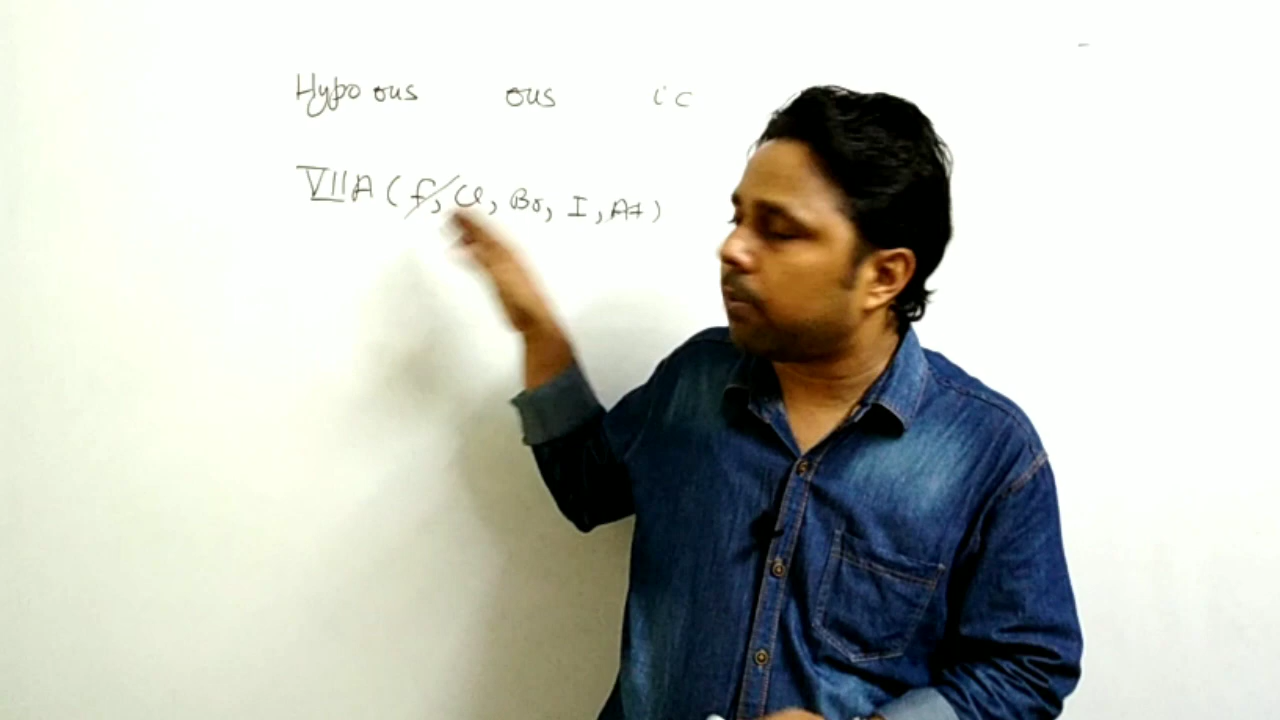 Hypo ous ous ic
VIIA (F, Cl, Br, I, At)